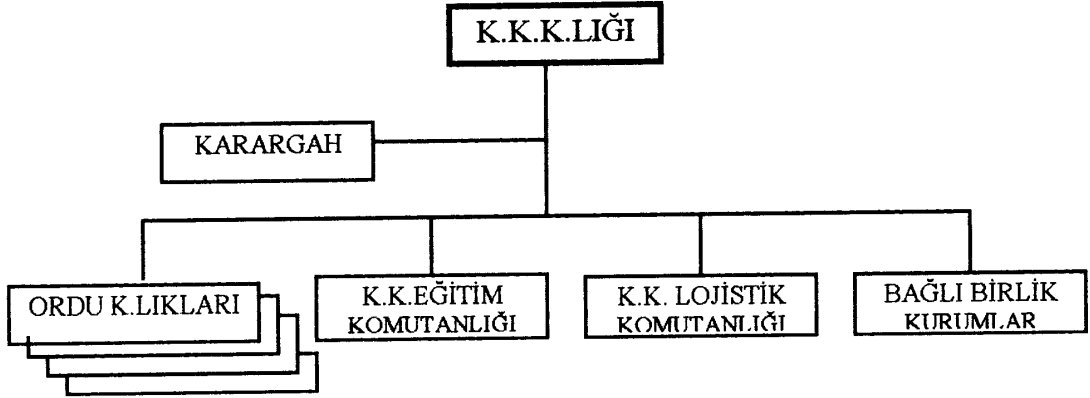 K.K.K.LIĞI
KARARGAH
ORDU K.LIKLARI
K.K.EĞİTİM
KOMUTANLIĞI
K.K. LOJİSTİK
KOMUTANLIĞI
BAĞLI BİRLİK
KURUMLAR